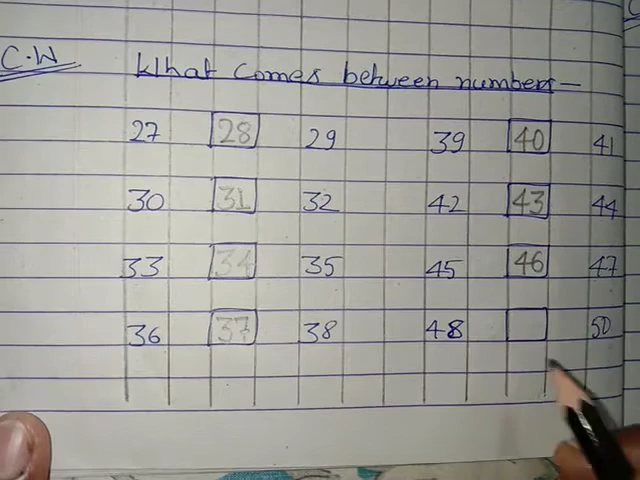 C.W
What Comes between numbers-
27 28 29 39 40 41
30 31 32 42 43 44
33 34 35 45 46 47
36 37 38 48 50